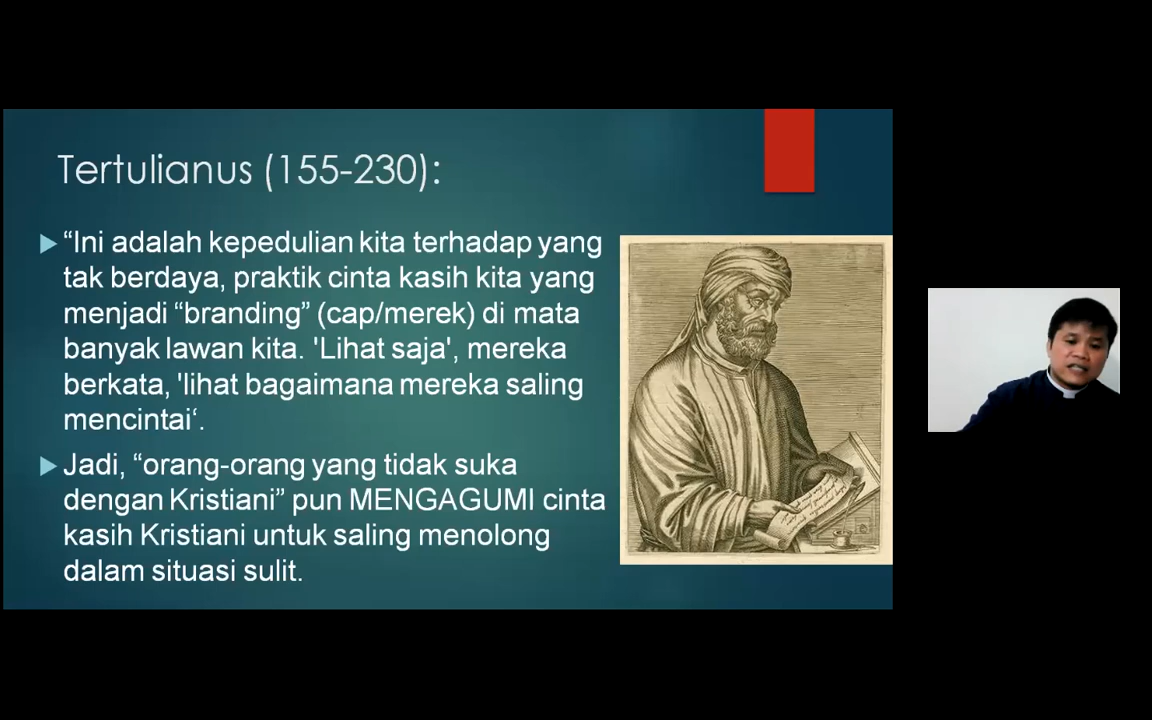 Tertulianus (155-230):
“Ini adalah kepedulian kita terhadap yang
tak berdaya, praktik cinta kasih kita yang
menjadi “branding” (cap/merek) di mata
banyak lawan kita. 'Lihat saja', mereka
berkata, 'lihat bagaimana mereka saling
mencintai‘.
Jadi, “orang-orang yang tidak suka
dengan Kristiani” pun MENGAGUMI cinta
kasih Kristiani untuk saling menolong
dalam situasi sulit.